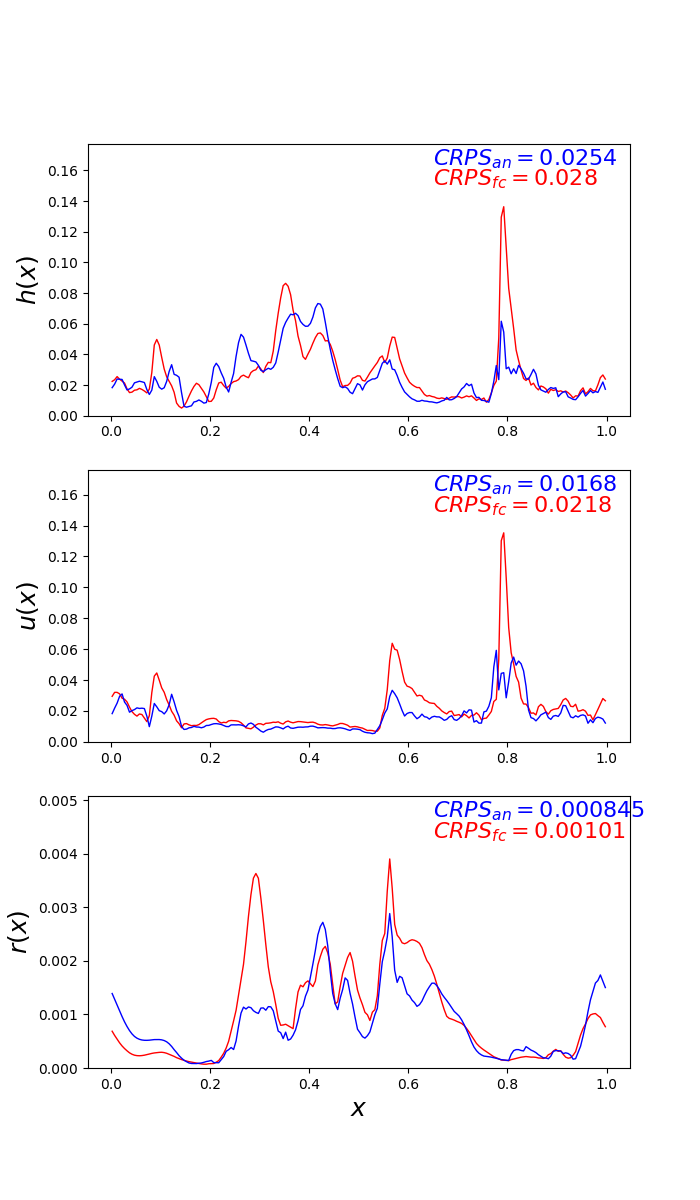 CRPS_an = 0.0254
CRPS_fc = 0.028
0.16
0.14
0.12
0.10
0.08
0.06
0.04
0.02
0.00
h(x)
0.0 0.2 0.4 0.6 0.8 1.0
CRPS_an = 0.0168
CRPS_fc = 0.0218
0.16
0.14
0.12
0.10
0.08
0.06
0.04
0.02
0.00
u(x)
0.0 0.2 0.4 0.6 0.8 1.0
CRPS_an = 0.000845
CRPS_fc = 0.00101
0.005
0.004
0.003
0.002
0.001
0.000
r(x)
0.0 0.2 0.4 0.6 0.8 1.0
x